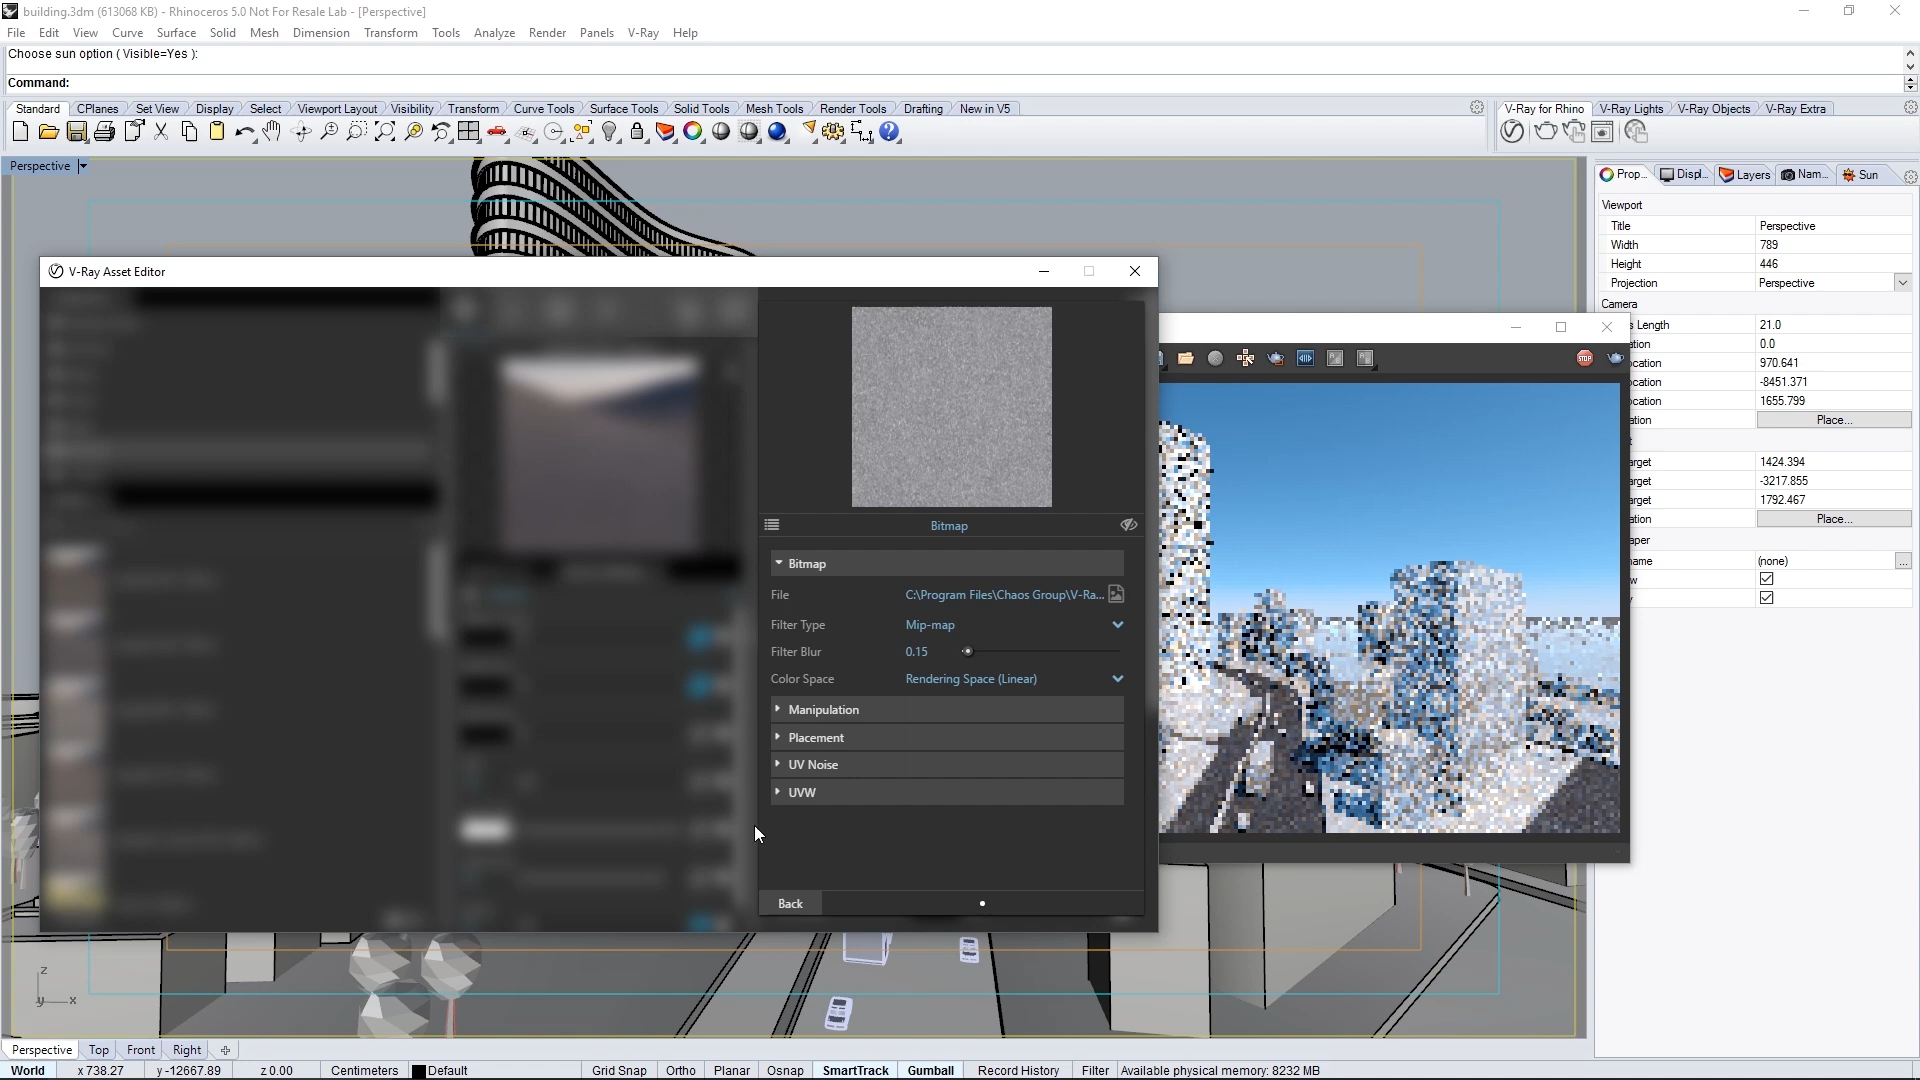 building.3dm (613068 KB) - Rhinoceros 5.0 Not For Resale Lab - [Perspective]
File Edit View Curve Surface Solid Mesh Dimension Transform Tools Analyze Render Panels V-Ray Help
Choose sun option ( Visible=Yes ):
Command:
Standard CPlanes Set View Display Select Viewport Layout Visibility Transform Curve Tools Surface Tools Solid Tools Mesh Tools Render Tools Drafting New in V5
V-Ray for Rhino V-Ray Lights V-Ray Objects V-Ray Extra
Perspective
Prop... Displ... Layers Nam... Sun
Viewport
Title Perspective
Width 789
Height 446
Projection Perspective
Camera
Length 21.0
0.0
970.641
-8451.371
1655.799
Place...
1424.394
-3217.855
1792.467
Place...
(none) ...
V-Ray Asset Editor
Bitmap
Bitmap
File C:\Program Files\Chaos Group\V-Ra...
Filter Type Mip-map
Filter Blur 0.15
Color Space Rendering Space (Linear)
Manipulation
Placement
UV Noise
UVW
Back
STOP
z
y x
Perspective Top Front Right
World x 738.27 y -12667.89 z 0.00 Centimeters Default Grid Snap Ortho Planar Osnap SmartTrack Gumball Record History Filter Available physical memory: 8232 MB